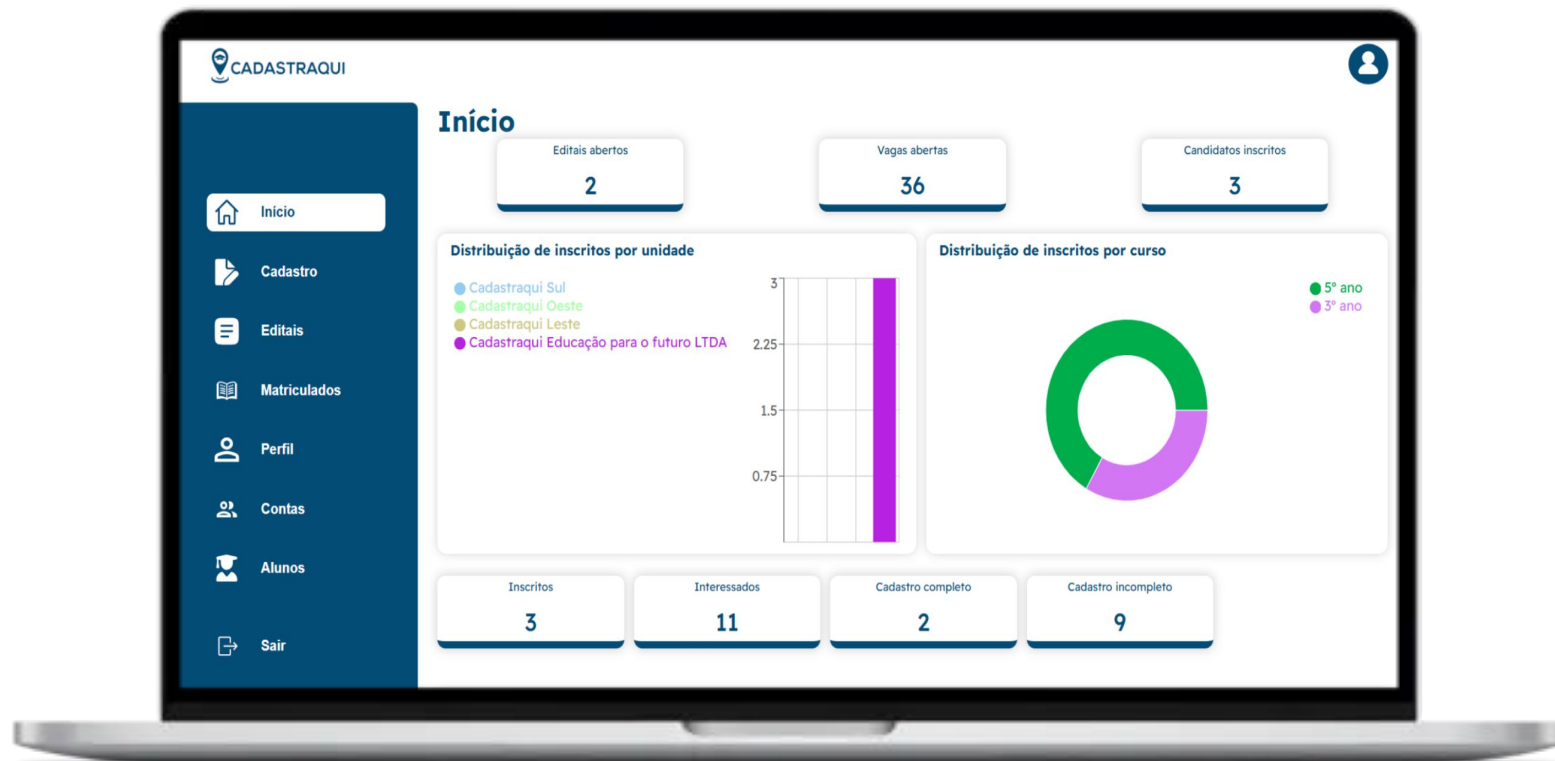 CADASTRAQUI
Início
Cadastro
Editais
Matriculados
Perfil
Contas
Alunos
Sair
Início
Editais abertos
2
Vagas abertas
36
Candidatos inscritos
3
Distribuição de inscritos por unidade
Cadastraqui Sul
Cadastraqui Oeste
Cadastraqui Leste
Cadastraqui Educação para o futuro LTDA
3
2.25
1.5
0.75
Distribuição de inscritos por curso
5º ano
3º ano
Inscritos
3
Interessados
11
Cadastro completo
2
Cadastro incompleto
9